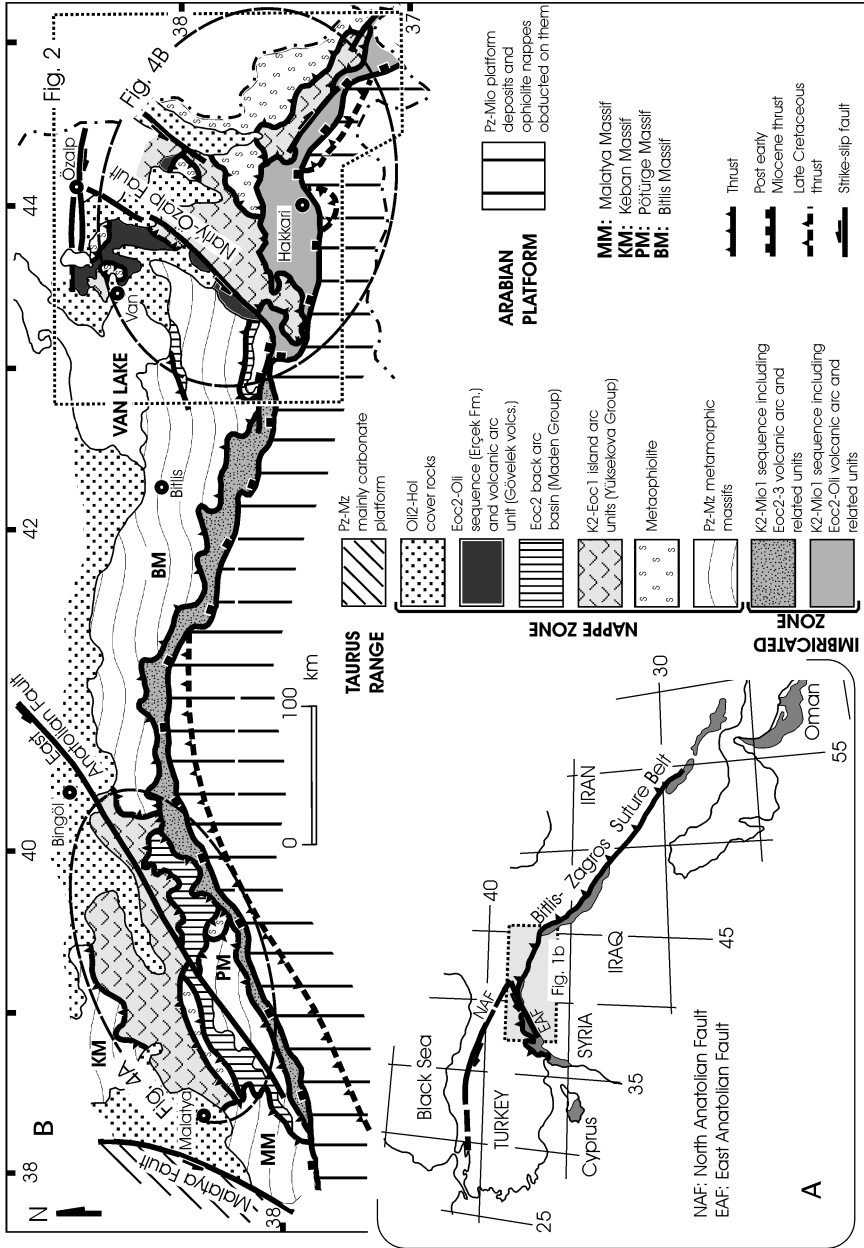 B
N
38
40
42
44
38
37
38
Fig. 2
Fig. 4B
Fig. 4A
Malatya Fault
Malatya
MM
KM
PM
BM
Bingöl
East
Anatolian Fault
Bitlis
VAN LAKE
Van
Özalp
Narlı-Özalp Fault
Hakkari
0
100
km
TAURUS
RANGE
Pz-Mz
mainly carbonate
platform
NAPPE ZONE
Oli2-Hol
cover rocks
Eoc2-Oli
sequence (Erçek Fm.)
and volcanic arc
unit (Gövelek volcs.)
Eoc2 back arc
basin (Maden Group)
K2-Eoc1 island arc
units (Yüksekova Group)
Metaophiolite
Pz-Mz metamorphic
massifs
IMBRICATED
ZONE
K2-Mio1 sequence including
Eoc2-3 volcanic arc and
related units
K2-Mio1 sequence including
Eoc2-Oli volcanic arc and
related units
ARABIAN
PLATFORM
Pz-Mio platform
deposits and
ophiolite nappes
obducted on them
MM: Malatya Massif
KM: Keban Massif
PM: Pötürge Massif
BM: Bitlis Massif
Thrust
Post early
Miocene thrust
Late Cretaceous
thrust
Strike-slip fault
A
Black Sea
NAF
TURKEY
EAF
Cyprus
SYRIA
IRAQ
IRAN
Fig. 1b
Bitlis- Zagros Suture Belt
Oman
40
30
25
35
45
55
NAF: North Anatolian Fault
EAF: East Anatolian Fault